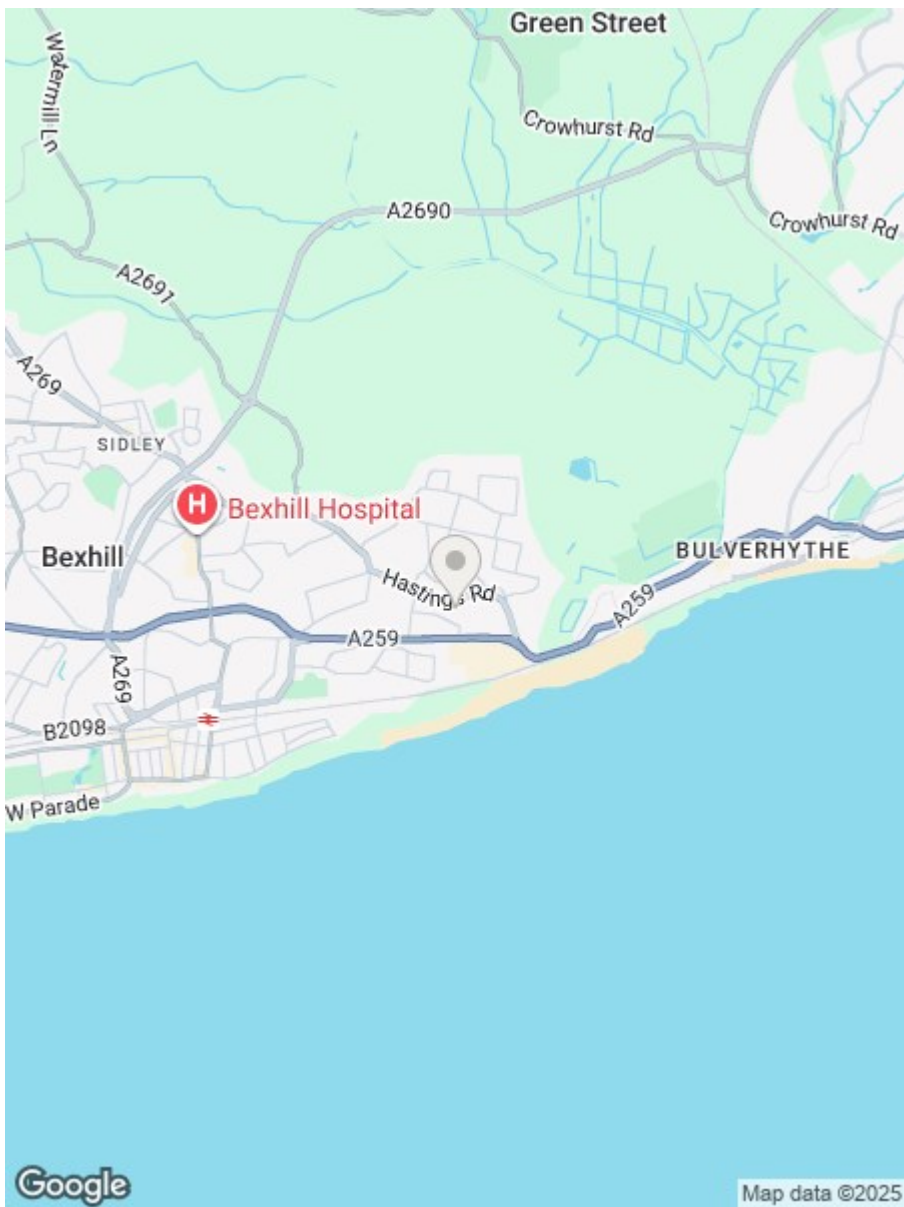 Green Street
Watermill Ln
Crowhurst Rd
A2690
Crowhurst Rd
A2691
A269
SIDLEY
H
Bexhill Hospital
Bexhill
BULVERHYTHE
Hastings Rd
A259
A259
A269
B2098
W Parade
Google
Map data ©2025